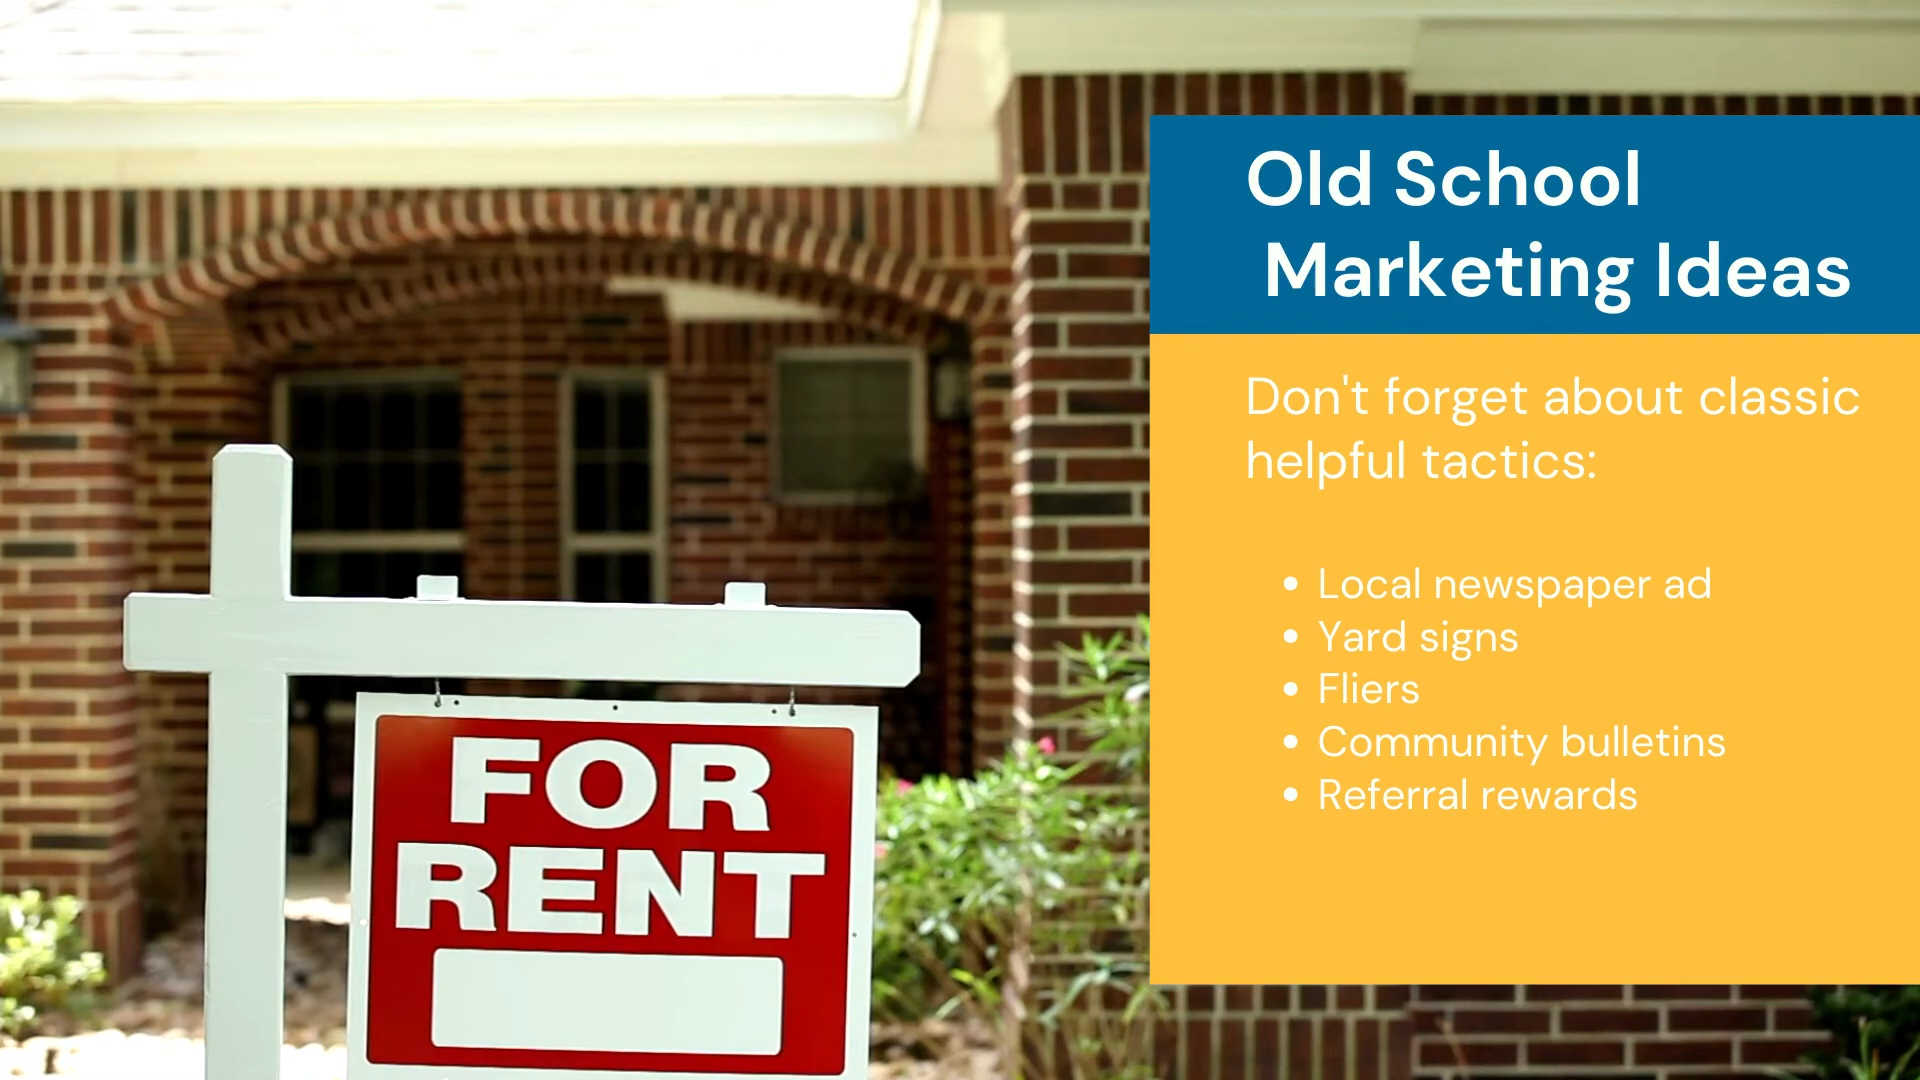 Old School
Marketing Ideas
Don't forget about classic
helpful tactics:
• Local newspaper ad
• Yard signs
• Fliers
• Community bulletins
• Referral rewards
FOR
RENT